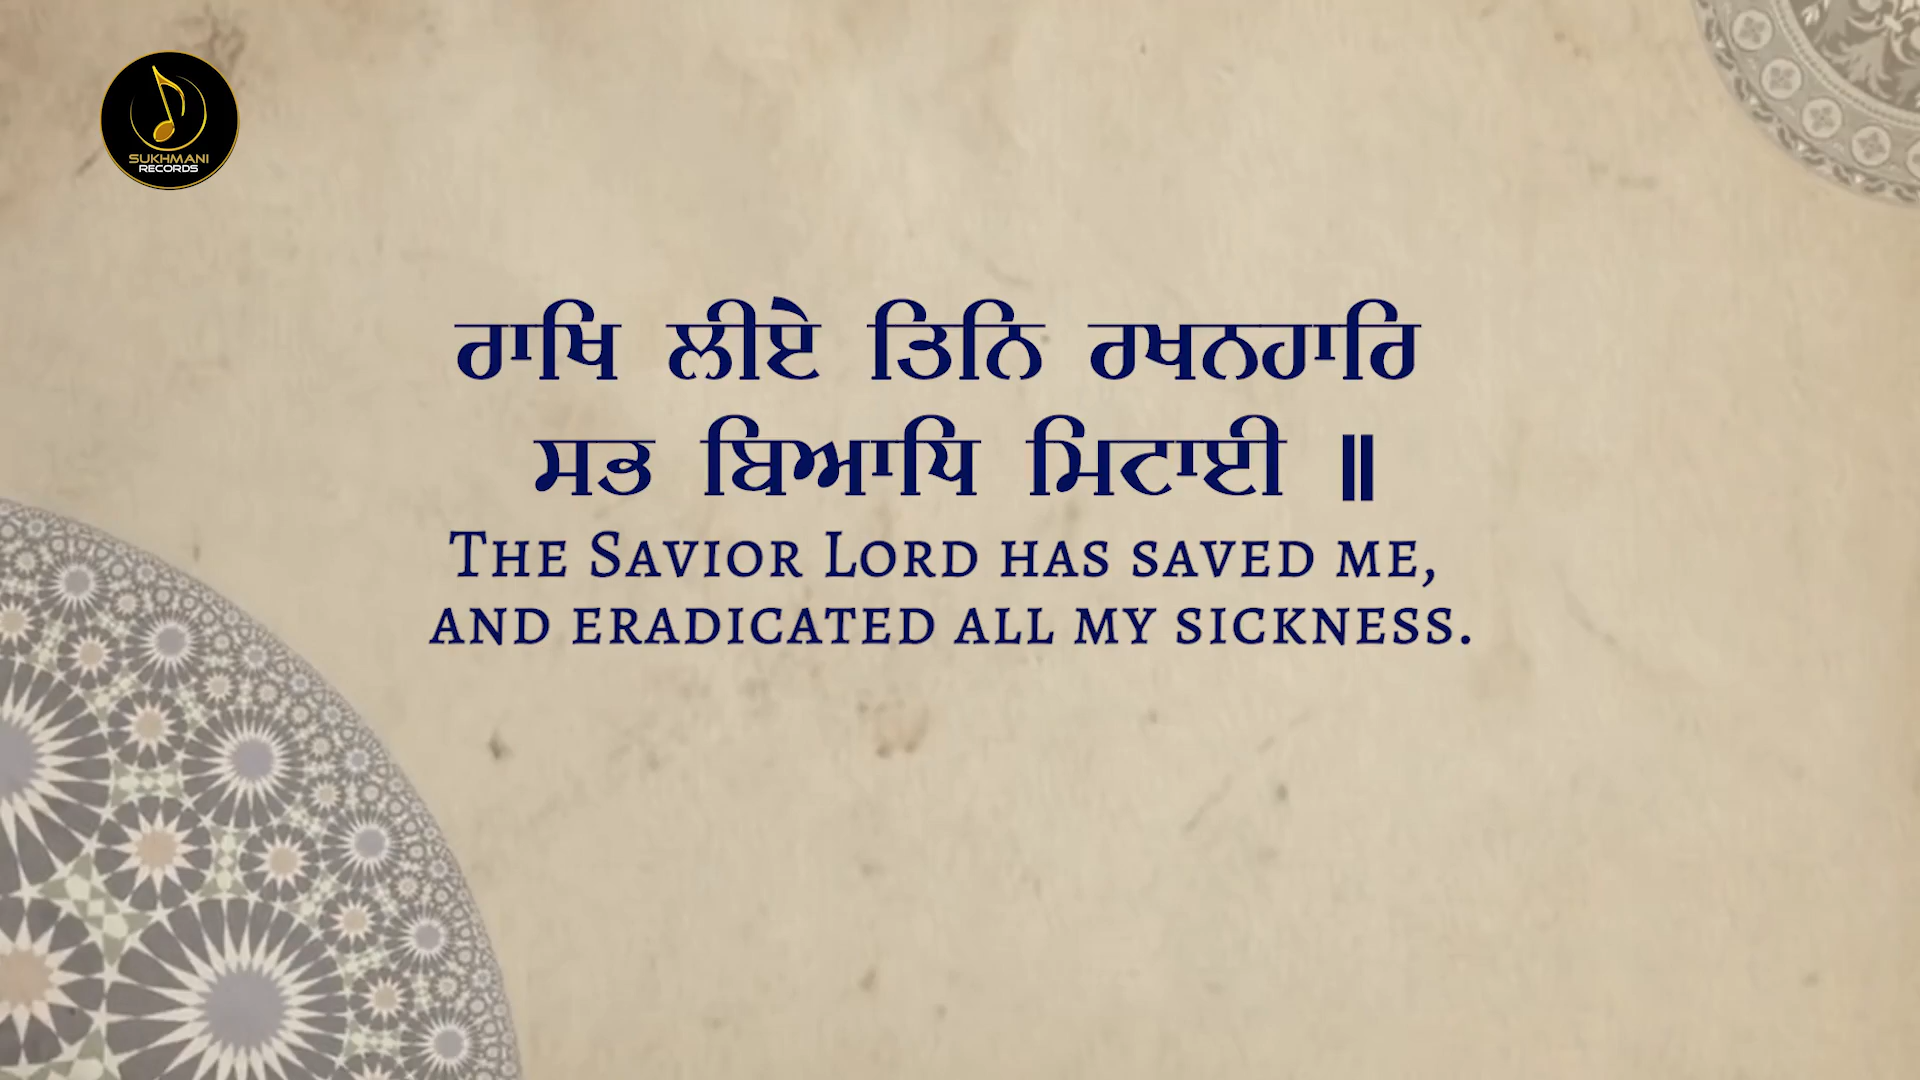 SUKHMANI
RECORDS
ਰਾਖਿ ਲੀਏ ਤਿਨਿ ਰਖਨਹਾਰਿ
ਸਭ ਬਿਆਧਿ ਮਿਟਾਈ ॥
The Savior Lord has saved me,
and eradicated all my sickness.